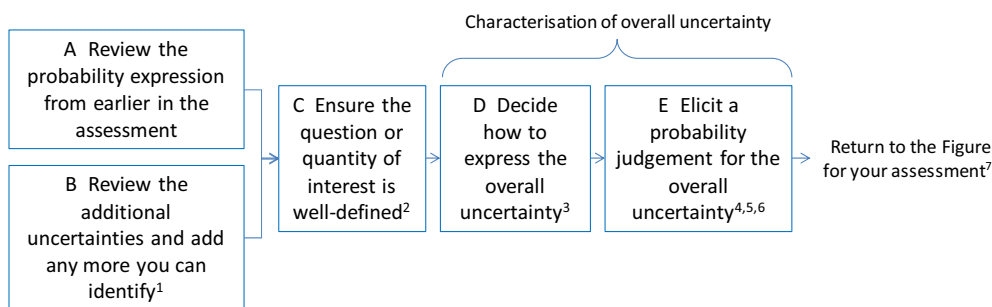 Characterisation of overall uncertainty
A Review the
probability expression
from earlier in the
assessment
B Review the
additional
uncertainties and add
any more you can
identify¹
C Ensure the
question or
quantity of
interest is
well-defined²
D Decide
how to
express the
overall
uncertainty³
E Elicit a
probability
judgement for the
overall
uncertainty⁴,⁵,⁶
Return to the Figure
for your assessment⁷